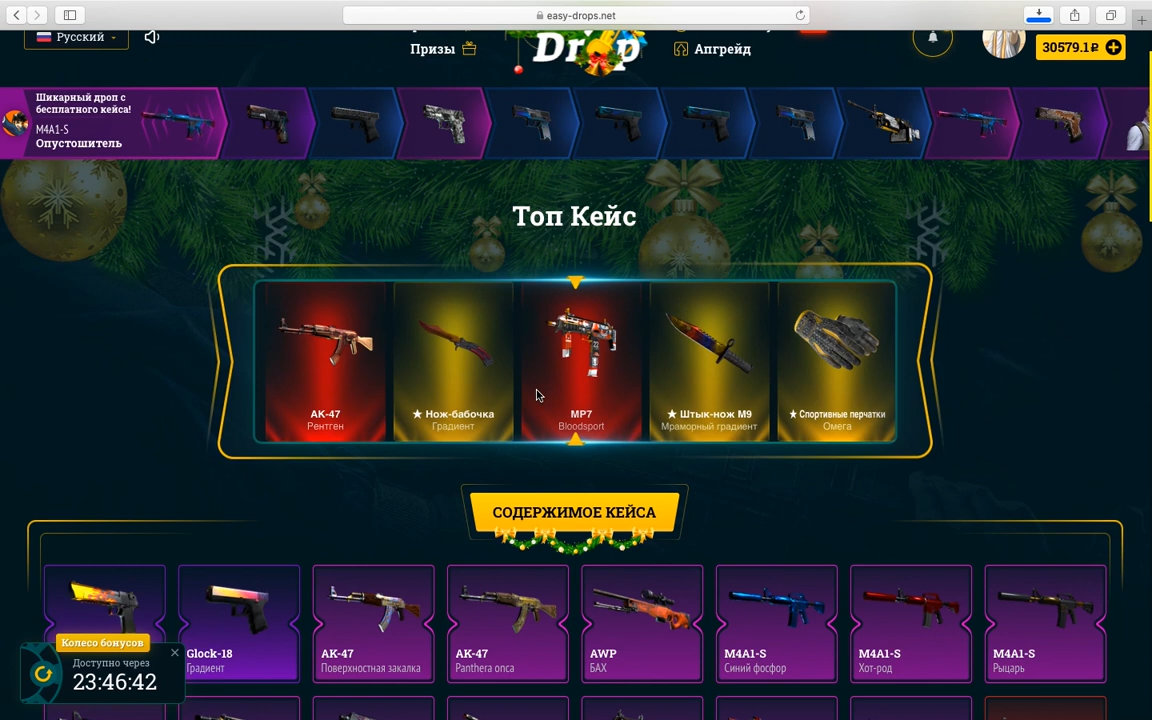 easy-drops.net
Русский
Призы
Drop
Апгрейд
30579.1₽
Шикарный дроп с
бесплатного кейса!
M4A1-S
Опустошитель
Топ Кейс
AK-47
Рентген
★ Нож-бабочка
Градиент
MP7
Bloodsport
★ Штык-нож M9
Мраморный градиент
★ Спортивные перчатки
Омега
СОДЕРЖИМОЕ КЕЙСА
Glock-18
Градиент
AK-47
Поверхностная закалка
AK-47
Panthera onca
AWP
БАХ
M4A1-S
Синий фосфор
M4A1-S
Хот-род
M4A1-S
Рыцарь
Колесо бонусов
Доступно через
23:46:42